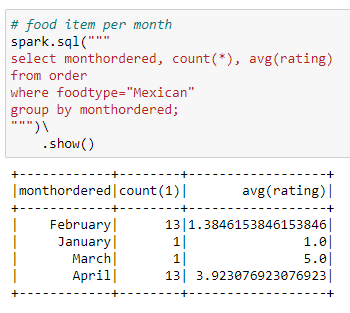 # food item per month
spark.sql("""
select monthordered, count(*), avg(rating)
from order
where foodtype="Mexican"
group by monthordered;
""")\
    .show()
+------------+--------+------------------+
|monthordered|count(1)|       avg(rating)|
+------------+--------+------------------+
|    February|      13|1.3846153846153846|
|     January|       1|               1.0|
|       March|       1|               5.0|
|       April|      13| 3.923076923076923|
+------------+--------+------------------+